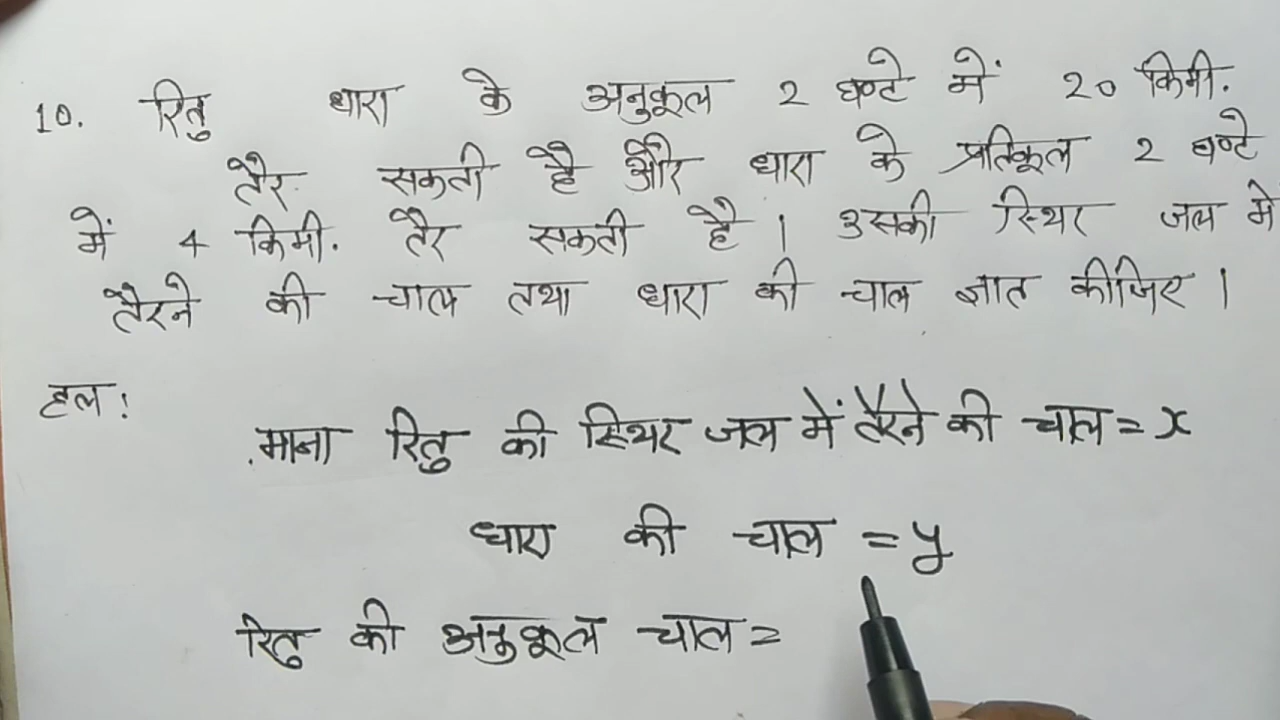 10. रितु धारा के अनुकूल 2 घण्टे में 20 किमी.
तैर सकती है और धारा के प्रतिकूल 2 घण्टे
में 4 किमी. तैर सकती है । उसकी स्थिर जल में
तैरने की चाल तथा धारा की चाल ज्ञात कीजिए ।
हल :
माना रितु की स्थिर जल में तैरने की चाल = x
धारा की चाल = y
रितु की अनुकूल चाल =